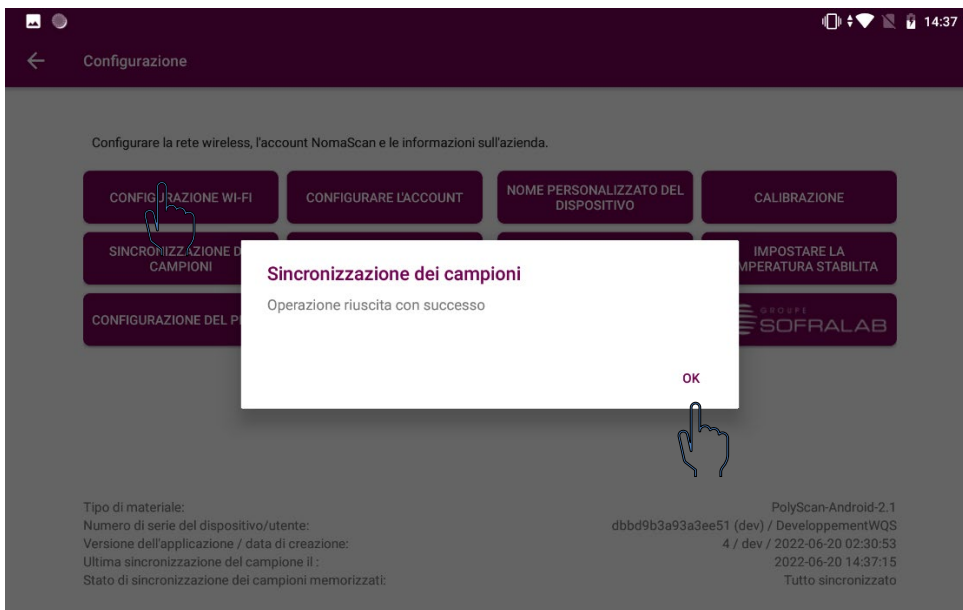 14:37
Configurazione
Configurare la rete wireless, l'account NomaScan e le informazioni sull'azienda.
CONFIGURAZIONE WI-FI
CONFIGURARE L'ACCOUNT
NOME PERSONALIZZATO DEL
DISPOSITIVO
CALIBRAZIONE
SINCRONIZZAZIONE D
CAMPIONI
IMPOSTARE LA
MPERATURA STABILITA
CONFIGURAZIONE DEL P
GROUPE
SOFRALAB
Sincronizzazione dei campioni
Operazione riuscita con successo
OK
Tipo di materiale: PolyScan-Android-2.1
Numero di serie del dispositivo/utente: dbbd9b3a93a3ee51 (dev) / DeveloppementWQS
Versione dell'applicazione / data di creazione: 4 / dev / 2022-06-20 02:30:53
Ultima sincronizzazione del campione il : 2022-06-20 14:37:15
Stato di sincronizzazione dei campioni memorizzati: Tutto sincronizzato